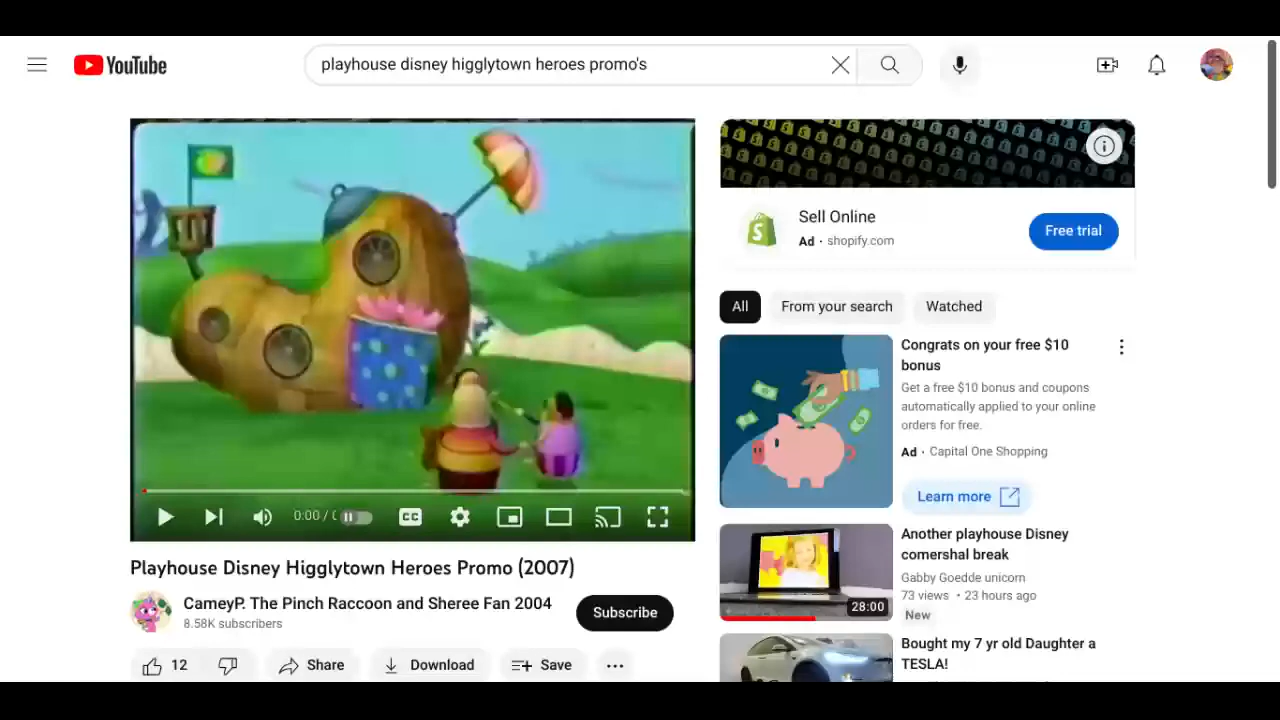 YouTube
playhouse disney higglytown heroes promo's
Sell Online
Ad · shopify.com
Free trial
All
From your search
Watched
Congrats on your free $10
bonus
Get a free $10 bonus and coupons
automatically applied to your online
orders for free.
Ad · Capital One Shopping
Learn more
0:00 / 0
CC
Another playhouse Disney
comershal break
Gabby Goedde unicorn
73 views • 23 hours ago
28:00
New
Playhouse Disney Higglytown Heroes Promo (2007)
CameyP. The Pinch Raccoon and Sheree Fan 2004
8.58K subscribers
Subscribe
Bought my 7 yr old Daughter a
TESLA!
12
Share
Download
Save